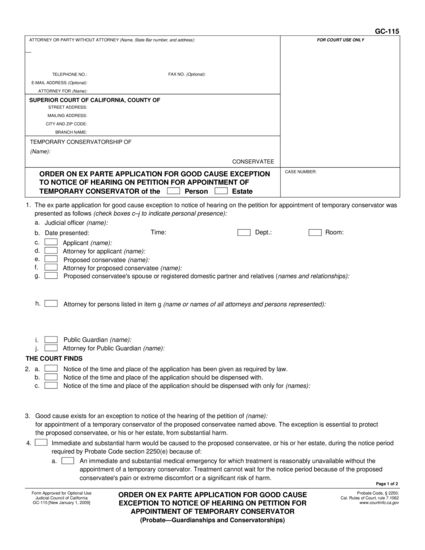 GC-115
ATTORNEY OR PARTY WITHOUT ATTORNEY (Name, State Bar number, and address):
FOR COURT USE ONLY
TELEPHONE NO.: FAX NO. (Optional):
E-MAIL ADDRESS (Optional):
ATTORNEY FOR (Name):
SUPERIOR COURT OF CALIFORNIA, COUNTY OF
STREET ADDRESS:
MAILING ADDRESS:
CITY AND ZIP CODE:
BRANCH NAME:
TEMPORARY CONSERVATORSHIP OF
(Name):
CONSERVATEE
ORDER ON EX PARTE APPLICATION FOR GOOD CAUSE EXCEPTION
TO NOTICE OF HEARING ON PETITION FOR APPOINTMENT OF
TEMPORARY CONSERVATOR of the Person Estate
CASE NUMBER:
1. The ex parte application for good cause exception to notice of hearing on the petition for appointment of temporary conservator was
presented as follows (check boxes c–j to indicate personal presence):
a. Judicial officer (name):
b. Date presented: Time: Dept.: Room:
c. Applicant (name):
d. Attorney for applicant (name):
e. Proposed conservatee (name):
f. Attorney for proposed conservatee (name):
g. Proposed conservatee's spouse or registered domestic partner and relatives (names and relationships):
h. Attorney for persons listed in item g (name or names of all attorneys and persons represented):
i. Public Guardian (name):
j. Attorney for Public Guardian (name):
THE COURT FINDS
2. a. Notice of the time and place of the application has been given as required by law.
b. Notice of the time and place of the application should be dispensed with.
c. Notice of the time and place of the application should be dispensed with only for (names):
3. Good cause exists for an exception to notice of the hearing of the petition of (name):
for appointment of a temporary conservator of the proposed conservatee named above. The exception is essential to protect
the proposed conservatee, or his or her estate, from substantial harm.
4. Immediate and substantial harm would be caused to the proposed conservatee, or his or her estate, during the notice period
required by Probate Code section 2250(e) because of:
a. An immediate and substantial medical emergency for which treatment is reasonably unavailable without the
appointment of a temporary conservator. Treatment cannot wait for the notice period because of the proposed
conservatee's pain or extreme discomfort or a significant risk of harm.
Page 1 of 2
Form Approved for Optional Use
Judicial Council of California
GC-115 [New January 1, 2009]
ORDER ON EX PARTE APPLICATION FOR GOOD CAUSE
EXCEPTION TO NOTICE OF HEARING ON PETITION FOR
APPOINTMENT OF TEMPORARY CONSERVATOR
(Probate—Guardianships and Conservatorships)
Probate Code, § 2250;
Cal. Rules of Court, rule 7.1062
www.courtinfo.ca.gov